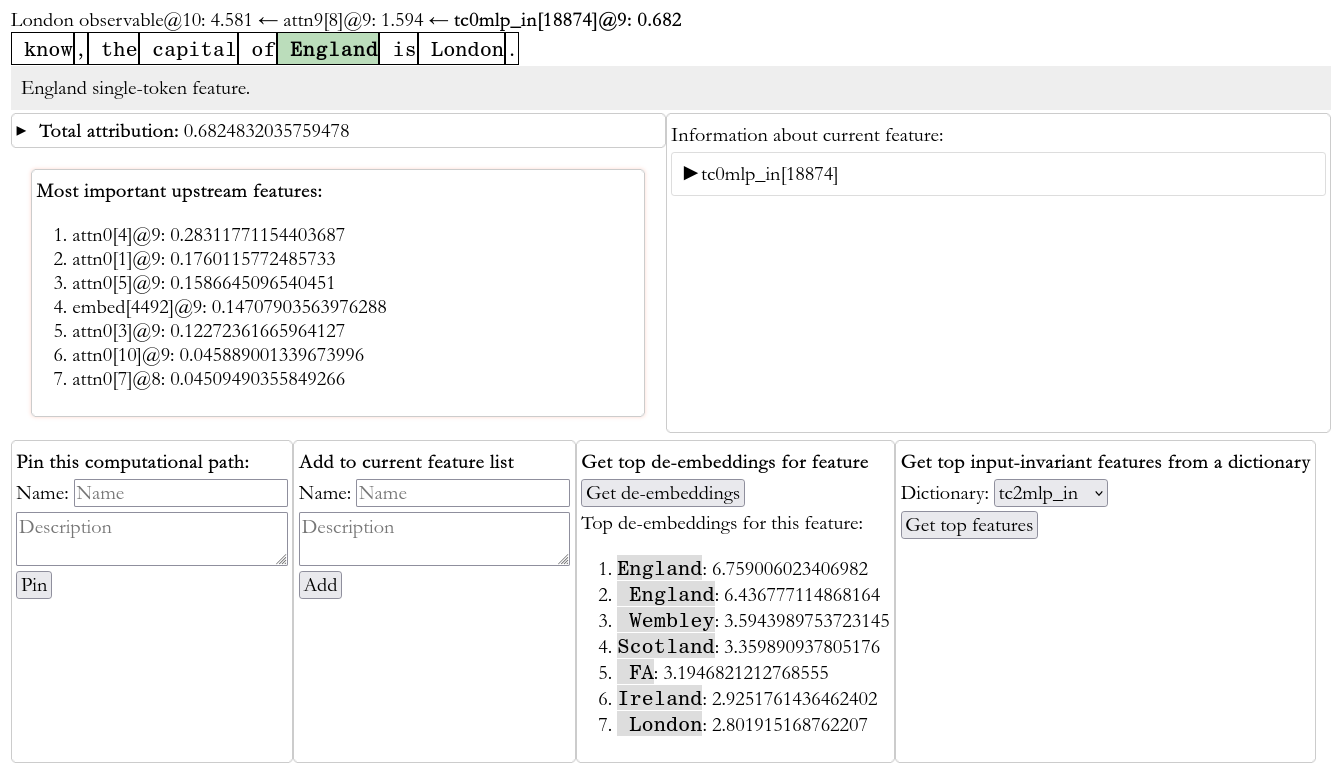 London observable@10: 4.581 ← attn9[8]@9: 1.594 ← tc0mlp_in[18874]@9: 0.682
know, the capital of England is London.
England single-token feature.
▶ Total attribution: 0.6824832035759478
Information about current feature:
▶ tc0mlp_in[18874]
Most important upstream features:
1. attn0[4]@9: 0.28311771154403687
2. attn0[1]@9: 0.1760115772485733
3. attn0[5]@9: 0.1586645096540451
4. embed[4492]@9: 0.14707903563976288
5. attn0[3]@9: 0.12272361665964127
6. attn0[10]@9: 0.045889001339673996
7. attn0[7]@8: 0.04509490355849266
Pin this computational path:
Name: Name
Description
Pin
Add to current feature list
Name: Name
Description
Add
Get top de-embeddings for feature
Get de-embeddings
Top de-embeddings for this feature:
1. England: 6.759006023406982
2. England: 6.436777114868164
3. Wembley: 3.5943989753723145
4. Scotland: 3.359890937805176
5. FA: 3.1946821212768555
6. Ireland: 2.9251761436462402
7. London: 2.801915168762207
Get top input-invariant features from a dictionary
Dictionary: tc2mlp_in
Get top features